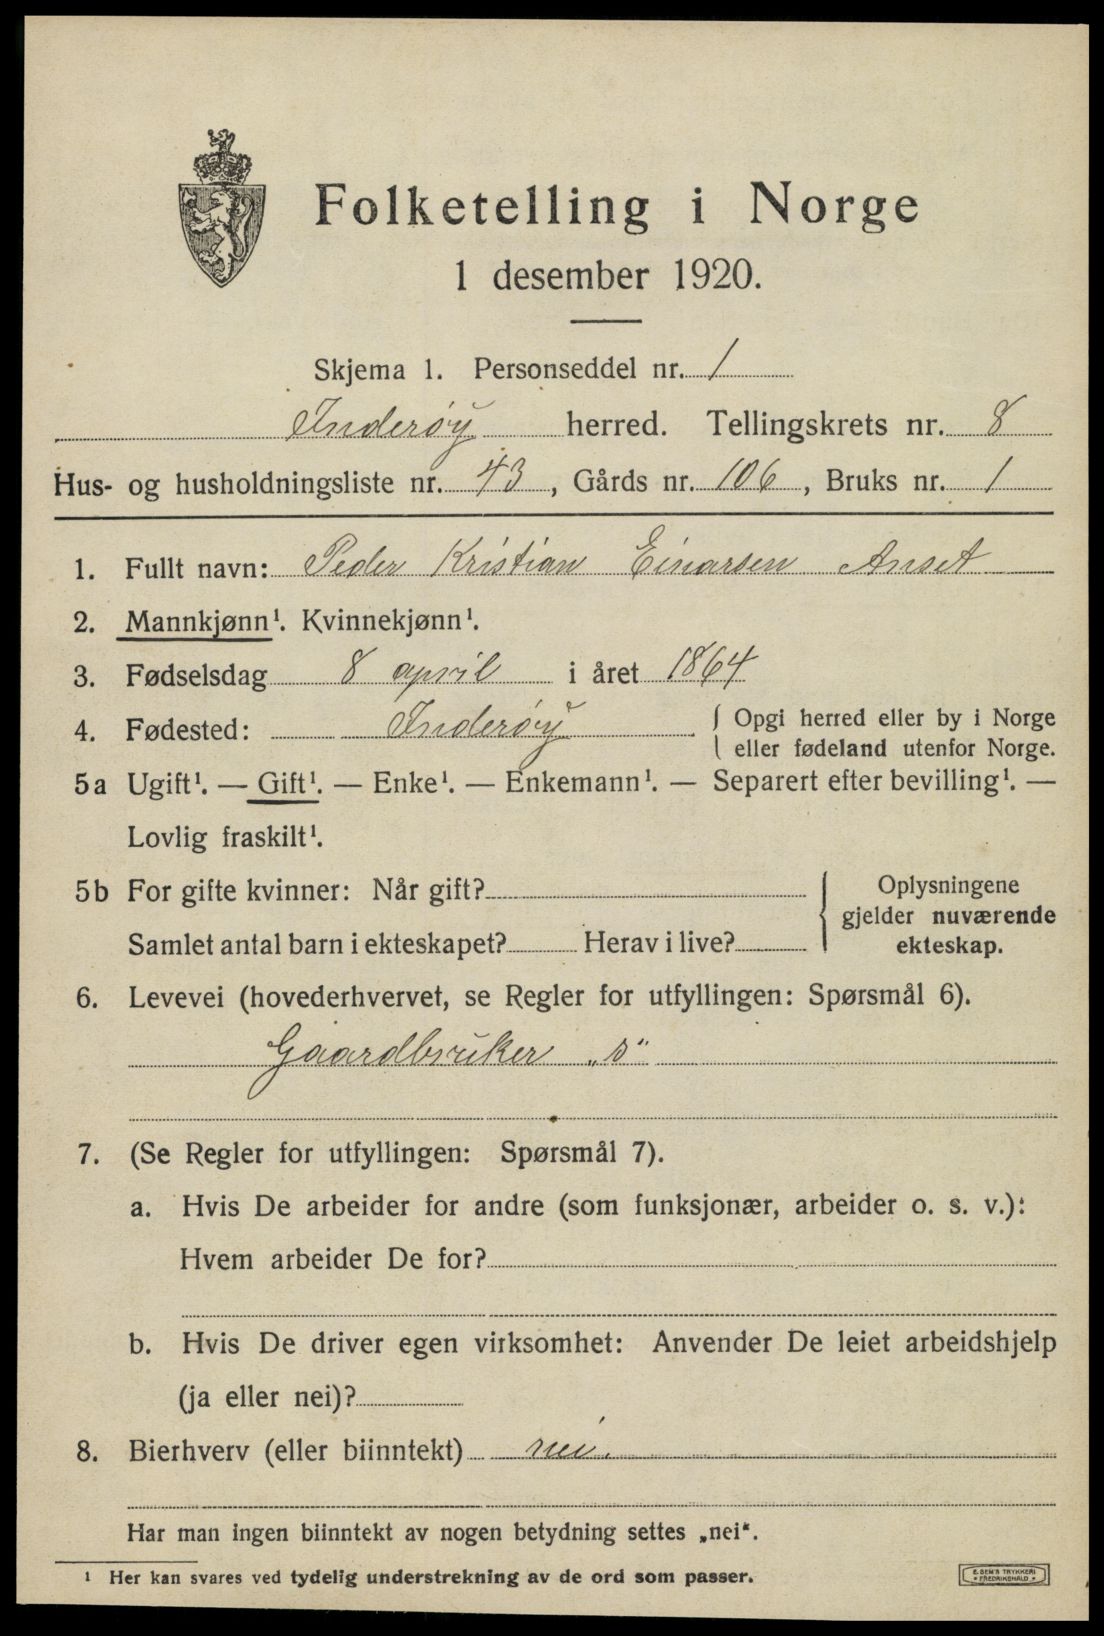 Folketelling i Norge
1 desember 1920.
Skjema 1. Personseddel nr. 1
Inderøy herred. Tellingskrets nr. 8
Hus- og husholdningsliste nr. 43, Gårds nr. 106, Bruks nr. 1
1. Fullt navn: Peder Kristian Einarsen Anset
2. Mannkjønn¹. Kvinnekjønn¹.
3. Fødselsdag 8 april i året 1864
4. Fødested: Inderøy { Opgi herred eller by i Norge
eller fødeland utenfor Norge.
5a Ugift¹. — Gift¹. — Enke¹. — Enkemann¹. — Separert efter bevilling¹. —
Lovlig fraskilt¹.
5b For gifte kvinner: Når gift?
Samlet antal barn i ekteskapet? Herav i live?
{ Oplysningene
gjelder nuværende
ekteskap.
6. Levevei (hovederhvervet, se Regler for utfyllingen: Spørsmål 6).
Gaardbruker „s“
7. (Se Regler for utfyllingen: Spørsmål 7).
a. Hvis De arbeider for andre (som funksjonær, arbeider o. s. v.):
Hvem arbeider De for?
b. Hvis De driver egen virksomhet: Anvender De leiet arbeidshjelp
(ja eller nei)?
8. Bierhverv (eller biinntekt) nei.
Har man ingen biinntekt av nogen betydning settes „nei“.
¹ Her kan svares ved tydelig understrekning av de ord som passer.
E. SEM'S TRYKKERI
FREDRIKSHALD